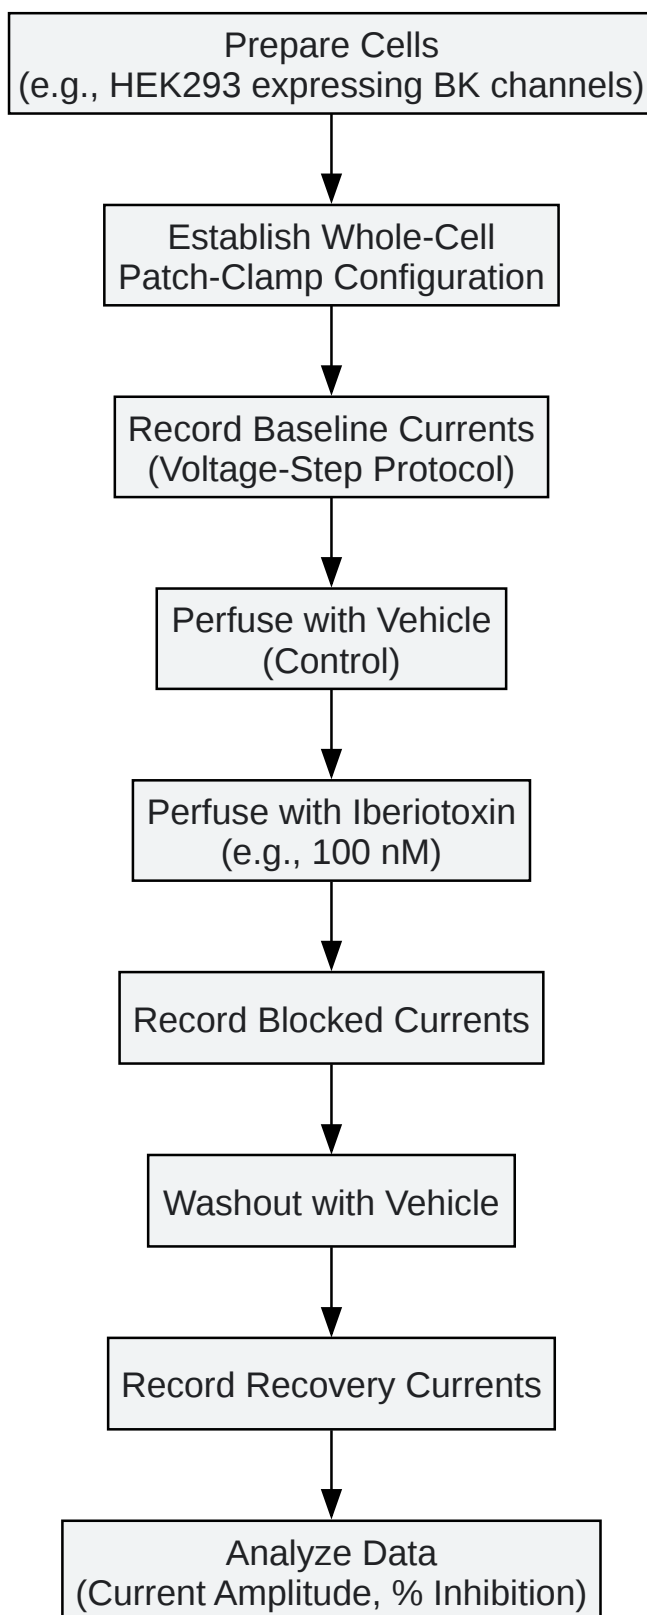 Prepare Cells
(e.g., HEK293 expressing BK channels)
Establish Whole-Cell
Patch-Clamp Configuration
Record Baseline Currents
(Voltage-Step Protocol)
Perfuse with Vehicle
(Control)
Perfuse with Iberiotoxin
(e.g., 100 nM)
Record Blocked Currents
Washout with Vehicle
Record Recovery Currents
Analyze Data
(Current Amplitude, % Inhibition)